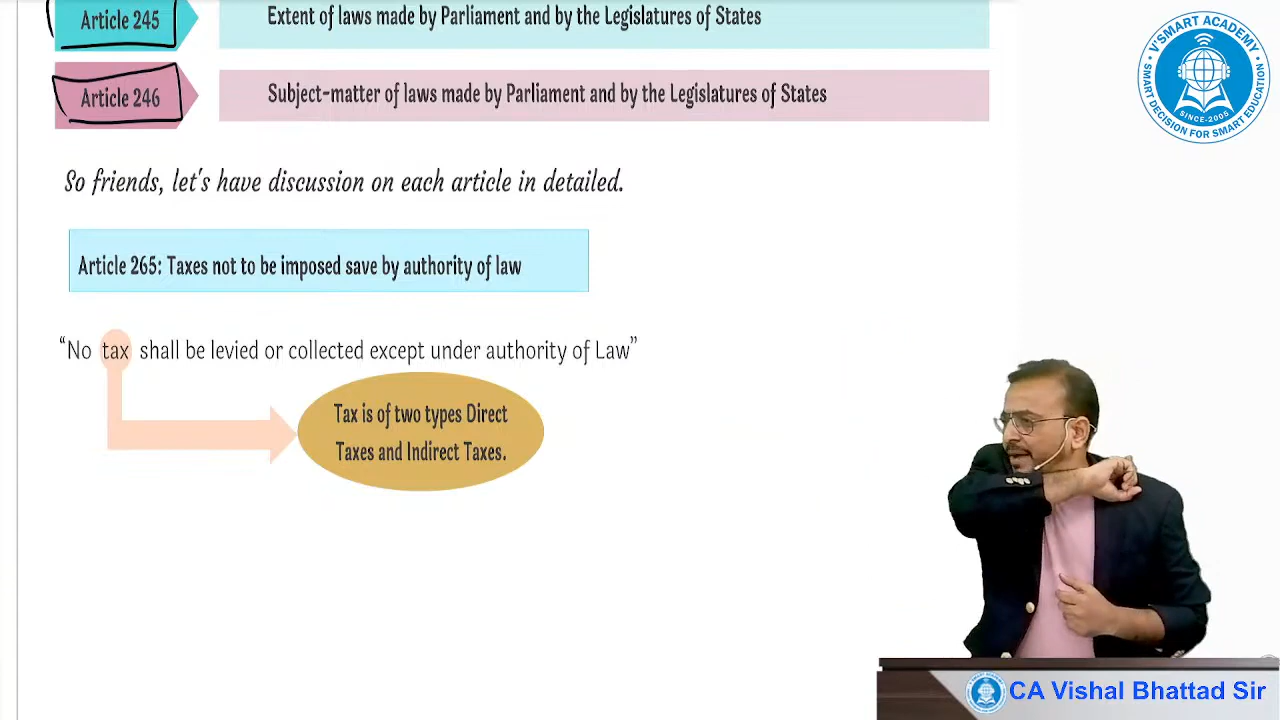 Article 245
Extent of laws made by Parliament and by the Legislatures of States
Article 246
Subject-matter of laws made by Parliament and by the Legislatures of States
So friends, let's have discussion on each article in detailed.
Article 265: Taxes not to be imposed save by authority of law
“No tax shall be levied or collected except under authority of Law”
Tax is of two types Direct
Taxes and Indirect Taxes.
V'SMART ACADEMY
SMART DECISION FOR SMART EDUCATION
SINCE-2005
CA Vishal Bhattad Sir